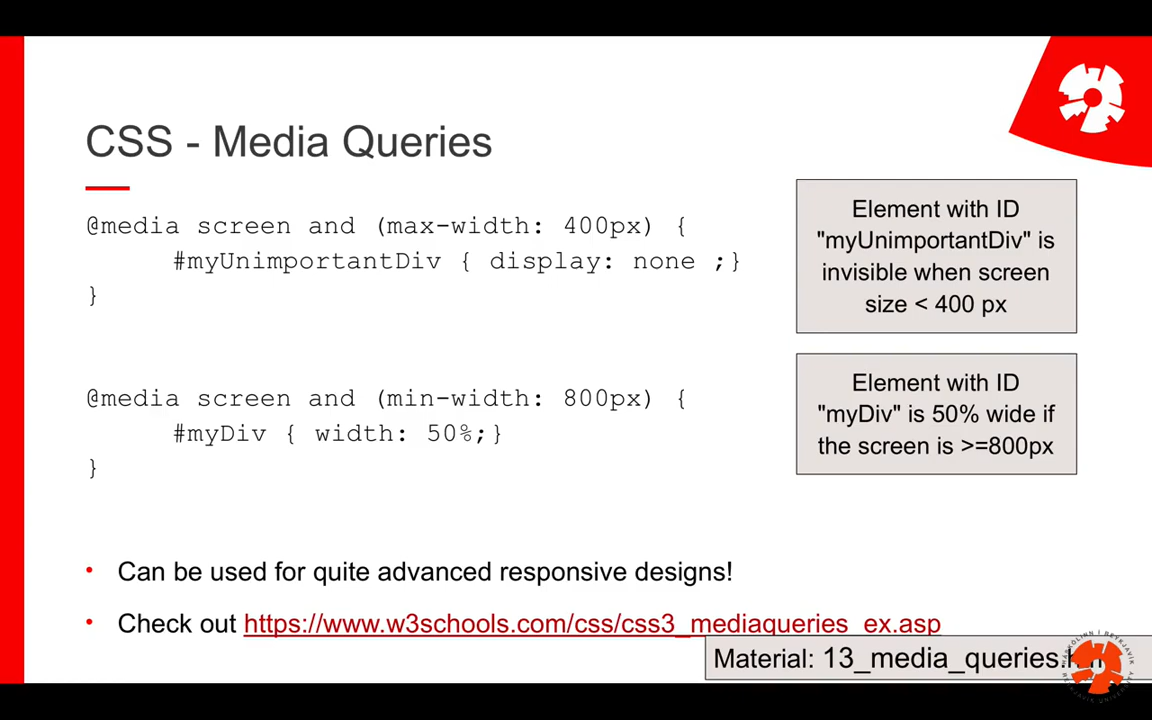 CSS - Media Queries
@media screen and (max-width: 400px) {
#myUnimportantDiv { display: none ;}
}
Element with ID
"myUnimportantDiv" is
invisible when screen
size < 400 px
@media screen and (min-width: 800px) {
#myDiv { width: 50%;}
}
Element with ID
"myDiv" is 50% wide if
the screen is >=800px
• Can be used for quite advanced responsive designs!
• Check out https://www.w3schools.com/css/css3_mediaqueries_ex.asp
Material: